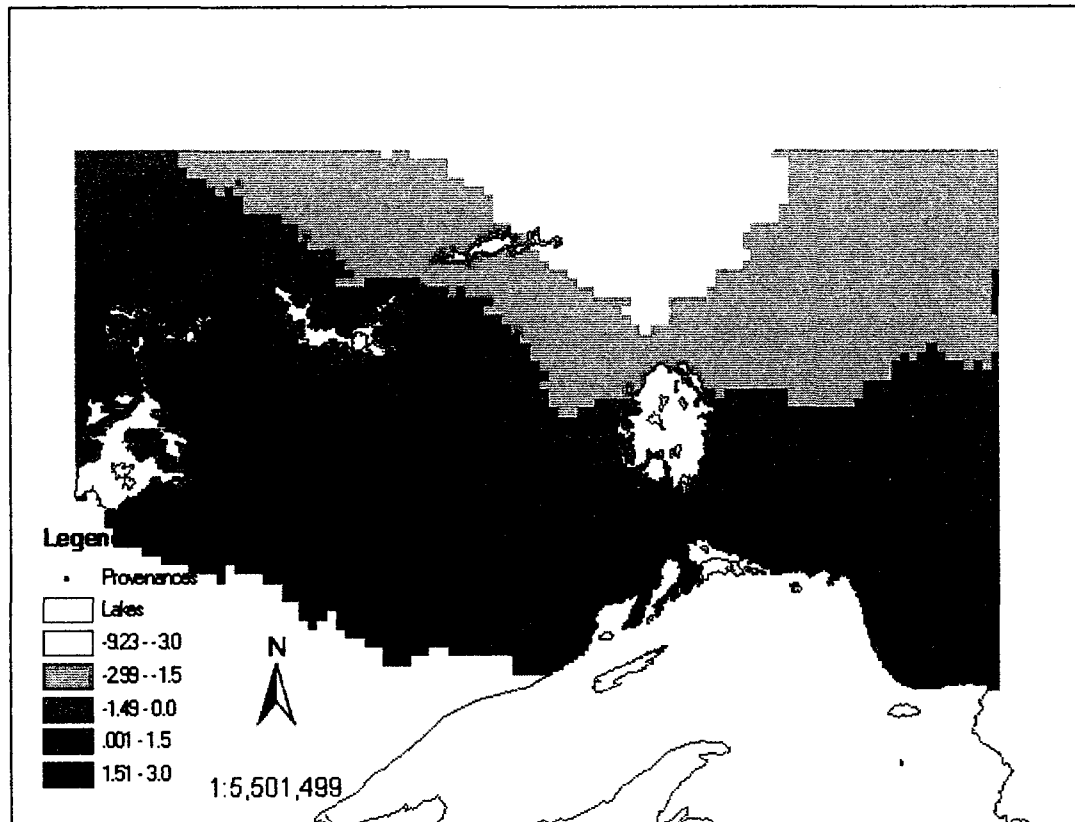 Legen
Provenances
Lakes
-9.23 - -3.0
-2.99 - -1.5
-1.49 - 0.0
.001 - 1.5
1.51 - 3.0
N
1:5,501,499